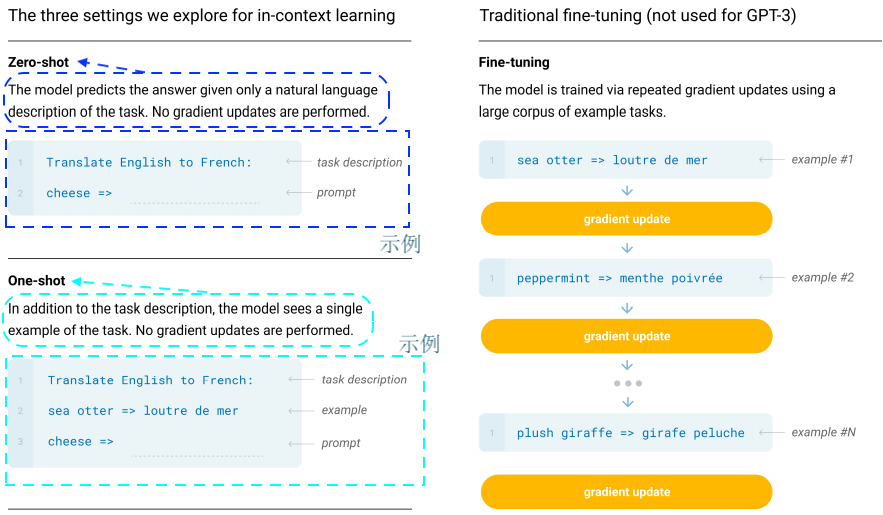 The three settings we explore for in-context learning
Zero-shot
The model predicts the answer given only a natural language
description of the task. No gradient updates are performed.
1 Translate English to French: task description
2 cheese => prompt
示例
One-shot
In addition to the task description, the model sees a single
example of the task. No gradient updates are performed.
示例
1 Translate English to French: task description
2 sea otter => loutre de mer example
3 cheese => prompt
Traditional fine-tuning (not used for GPT-3)
Fine-tuning
The model is trained via repeated gradient updates using a
large corpus of example tasks.
1 sea otter => loutre de mer example #1
gradient update
1 peppermint => menthe poivrée example #2
gradient update
1 plush giraffe => girafe peluche example #N
gradient update